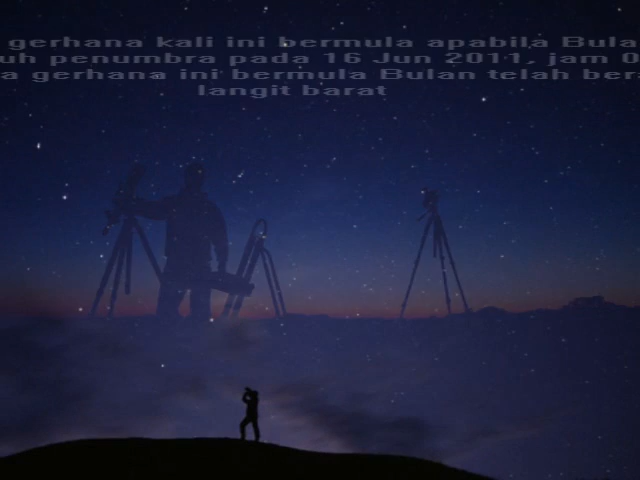 gerhana kali ini bermula apabila Bula
uh penumbra pada 16 Jun 2011, jam 0
a gerhana ini bermula Bulan telah ber
langit barat